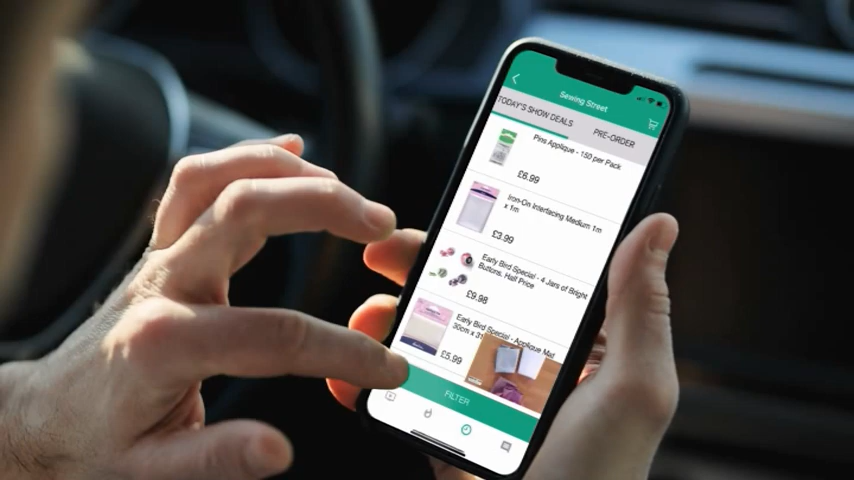 Sewing Street
TODAY'S SHOW DEALS
PRE-ORDER
Pins Applique - 150 per Pack
£6.99
Iron-On Interfacing Medium 1m
x 1m
£3.99
Early Bird Special - 4 Jars of Bright
Buttons. Half Price
£9.98
Early Bird Special - Applique Mat
30cm x 31
£5.99
FILTER